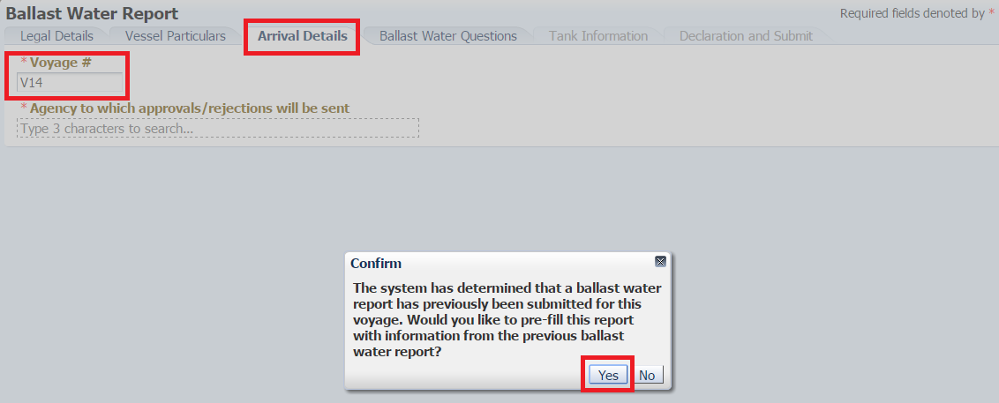 Ballast Water Report
Required fields denoted by *
Legal Details
Vessel Particulars
Arrival Details
Ballast Water Questions
Tank Information
Declaration and Submit
* Voyage #
V14
* Agency to which approvals/rejections will be sent
Type 3 characters to search...
Confirm
The system has determined that a ballast water
report has previously been submitted for this
voyage. Would you like to pre-fill this report
with information from the previous ballast
water report?
Yes
No